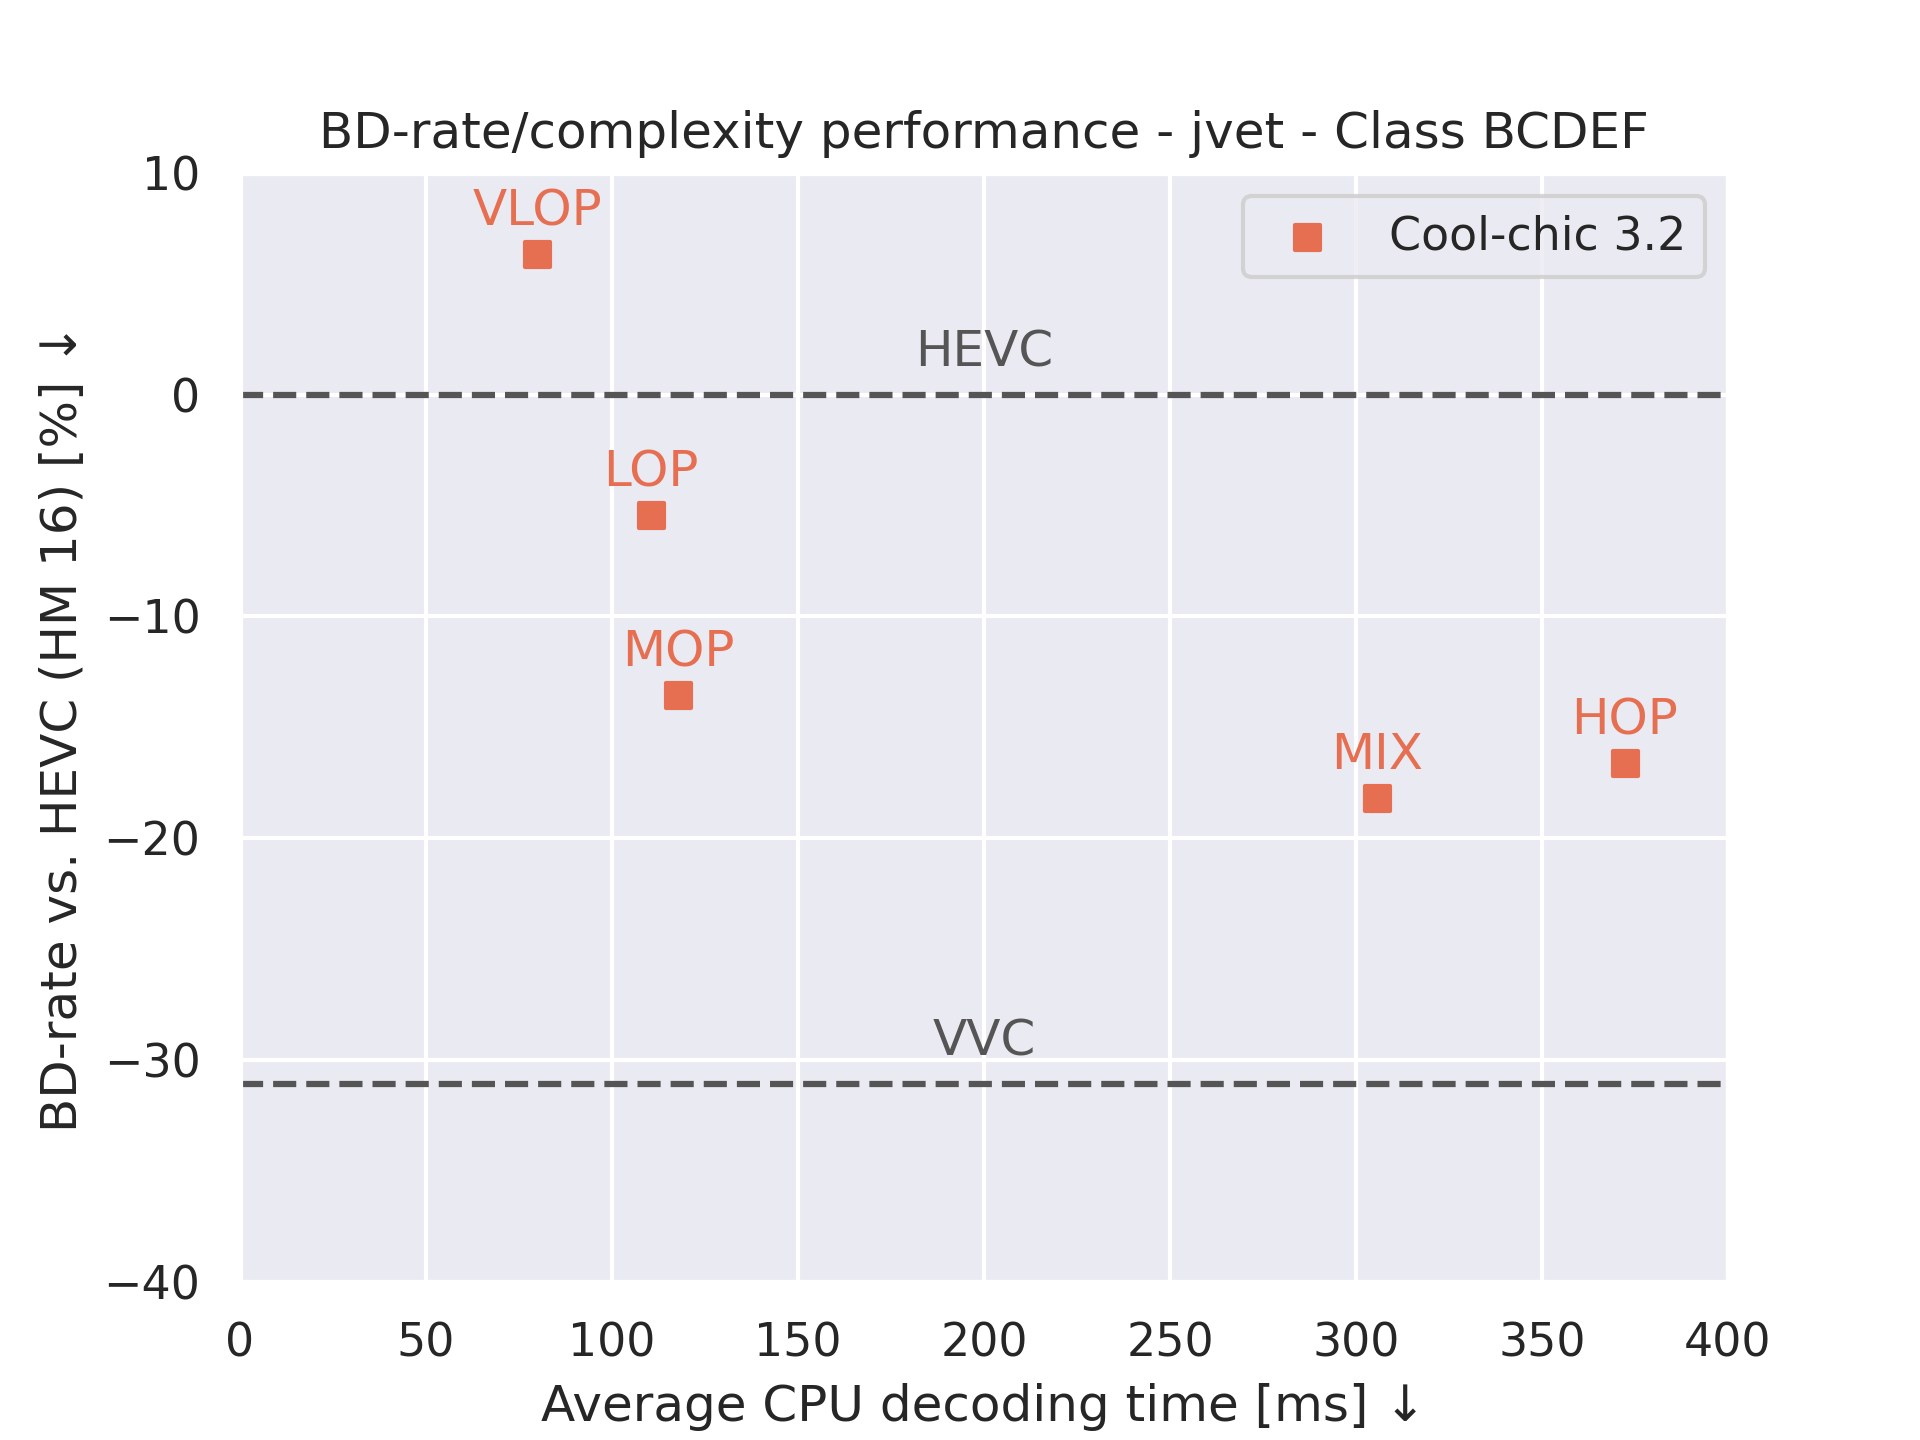 BD-rate/complexity performance - jvet - Class BCDEF
10
VLOP
Cool-chic 3.2
HEVC
0
LOP
−10
MOP
HOP
MIX
−20
VVC
−30
−40
0 50 100 150 200 250 300 350 400
Average CPU decoding time [ms] ↓
BD-rate vs. HEVC (HM 16) [%] ↓